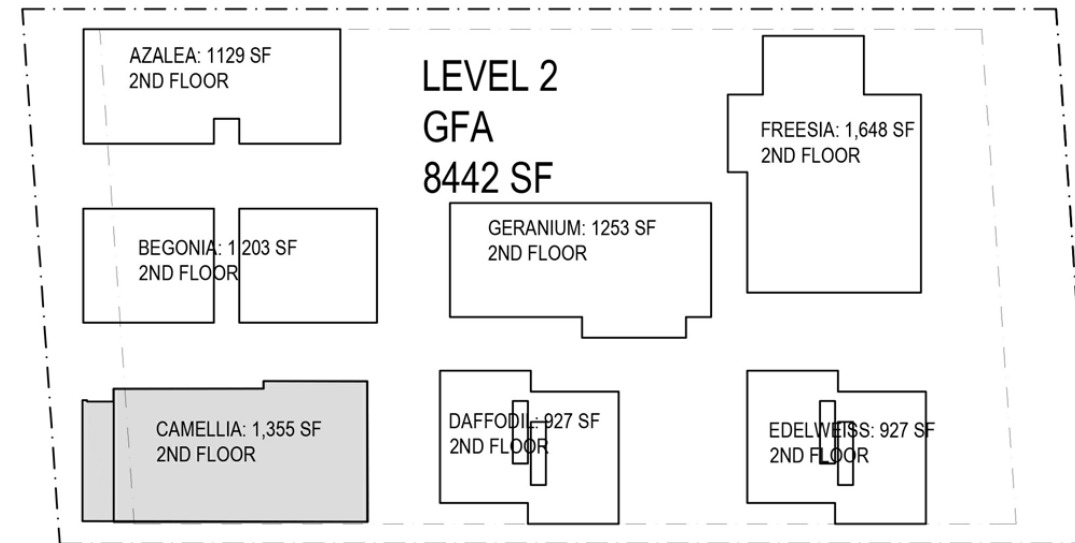 AZALEA: 1129 SF
2ND FLOOR
LEVEL 2
GFA
8442 SF
FREESIA: 1,648 SF
2ND FLOOR
BEGONIA: 1 203 SF
2ND FLOOR
GERANIUM: 1253 SF
2ND FLOOR
CAMELLIA: 1,355 SF
2ND FLOOR
DAFFODIL: 927 SF
2ND FLOOR
EDELWEISS: 927 SF
2ND FLOOR